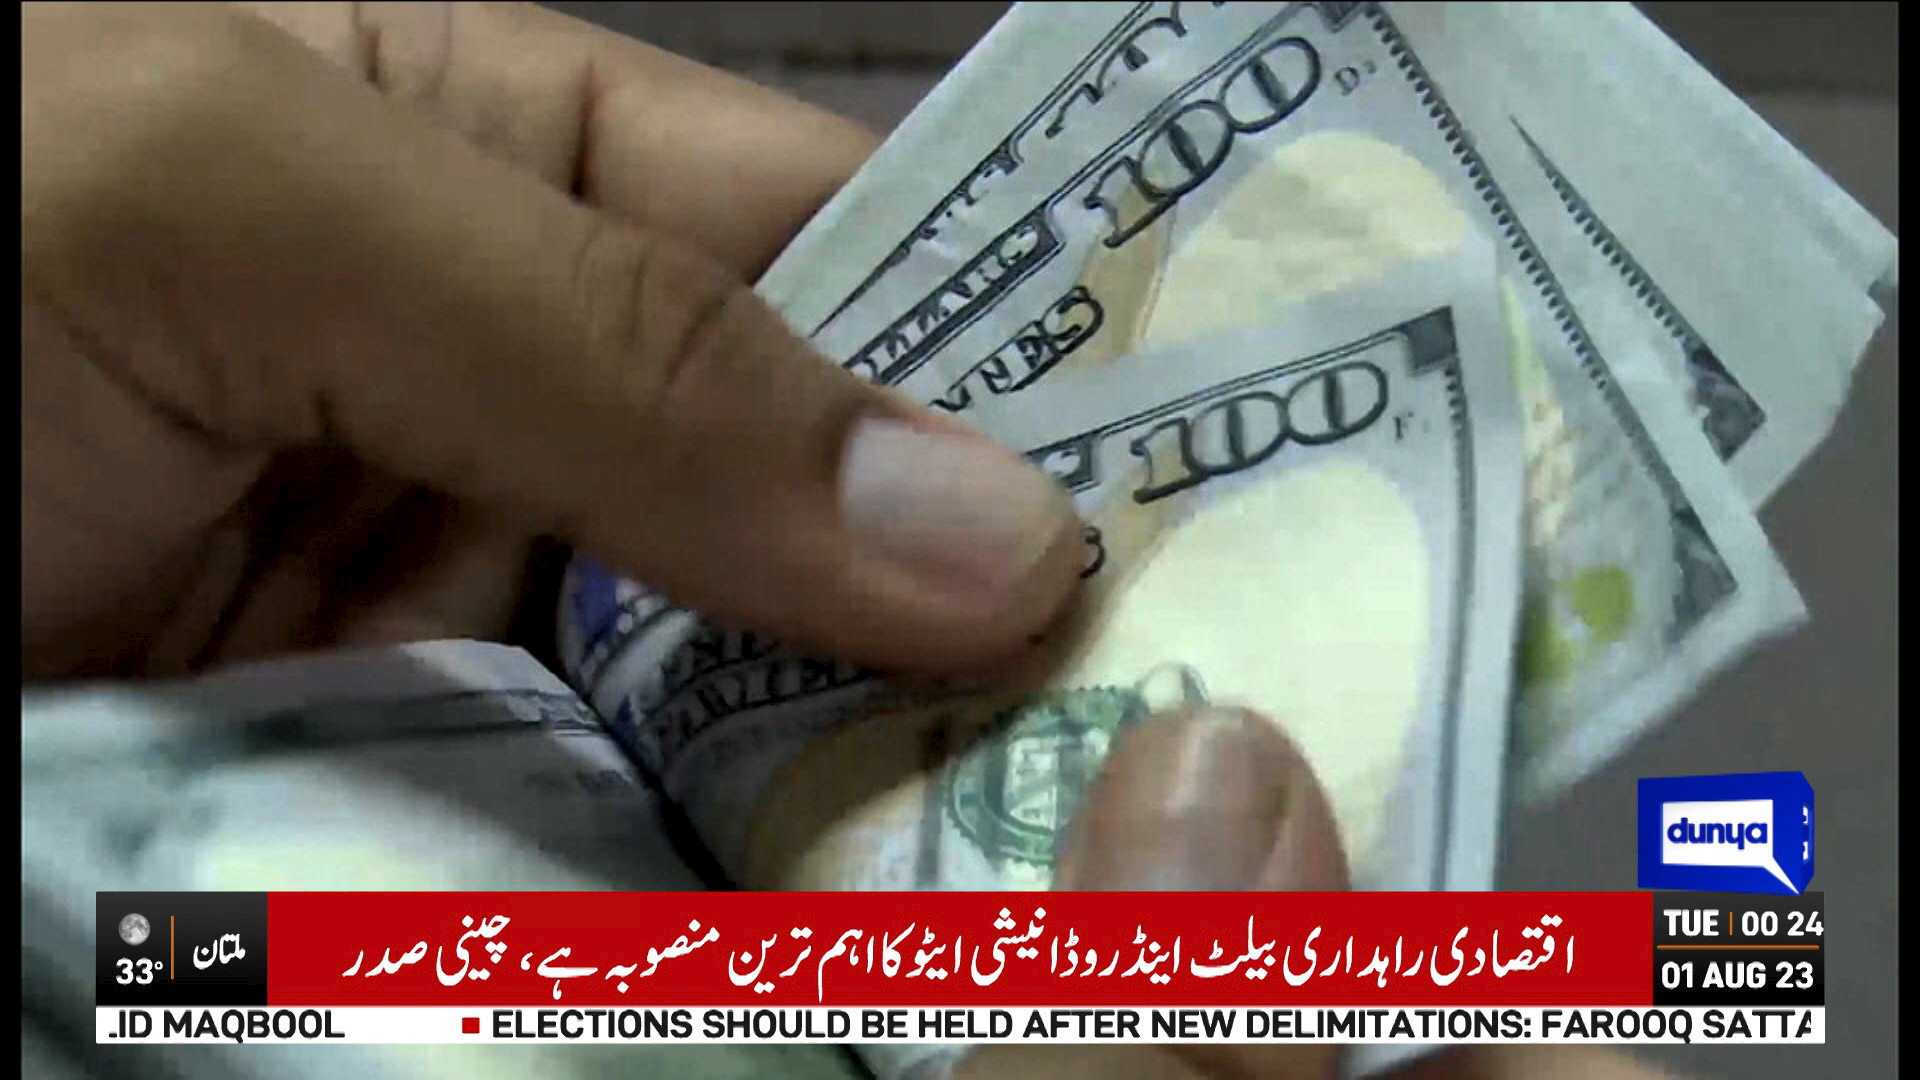 100
100
dunya
اقتصادی راہداری بیلٹ اینڈ روڈ انیشی ایٹو کا اہم ترین منصوبہ ہے، چینی صدر
ملتان
33°
TUE 00 24
01 AUG 23
.ID MAQBOOL ELECTIONS SHOULD BE HELD AFTER NEW DELIMITATIONS: FAROOQ SATTA